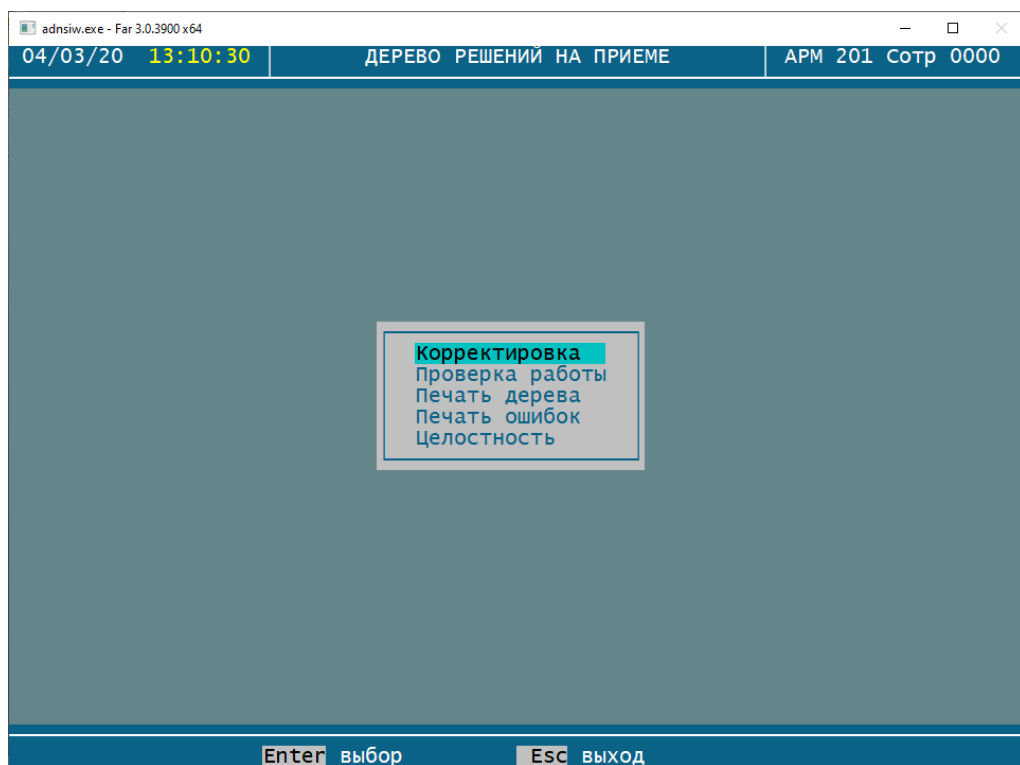 adnsiw.exe - Far 3.0.3900 x64
04/03/20 13:10:30 ДЕРЕВО РЕШЕНИЙ НА ПРИЕМЕ АРМ 201 Сотр 0000
Корректировка
Проверка работы
Печать дерева
Печать ошибок
Целостность
Enter выбор Esc выход